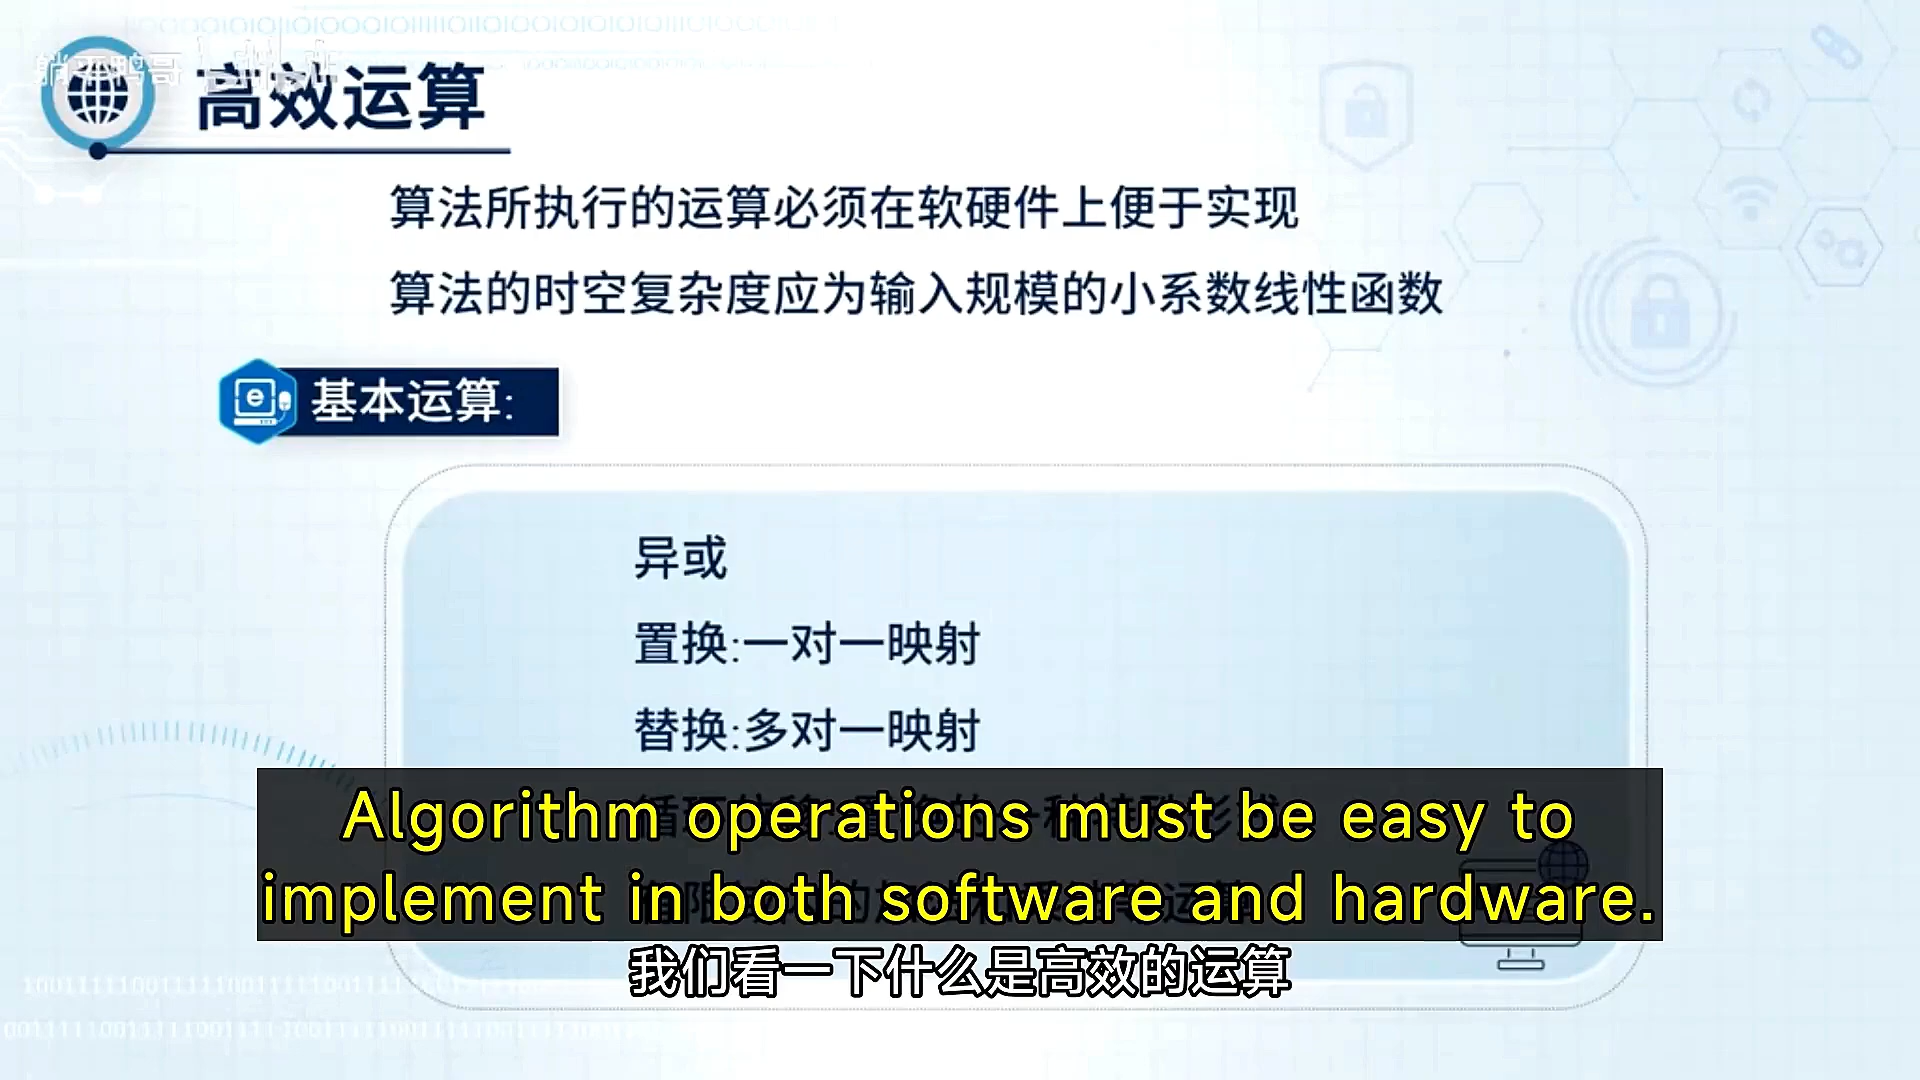 躺平鸭哥
高效运算
算法所执行的运算必须在软硬件上便于实现
算法的时空复杂度应为输入规模的小系数线性函数
基本运算:
异或
置换:一对一映射
替换:多对一映射
Algorithm operations must be easy to
implement in both software and hardware.
我们看一下什么是高效的运算